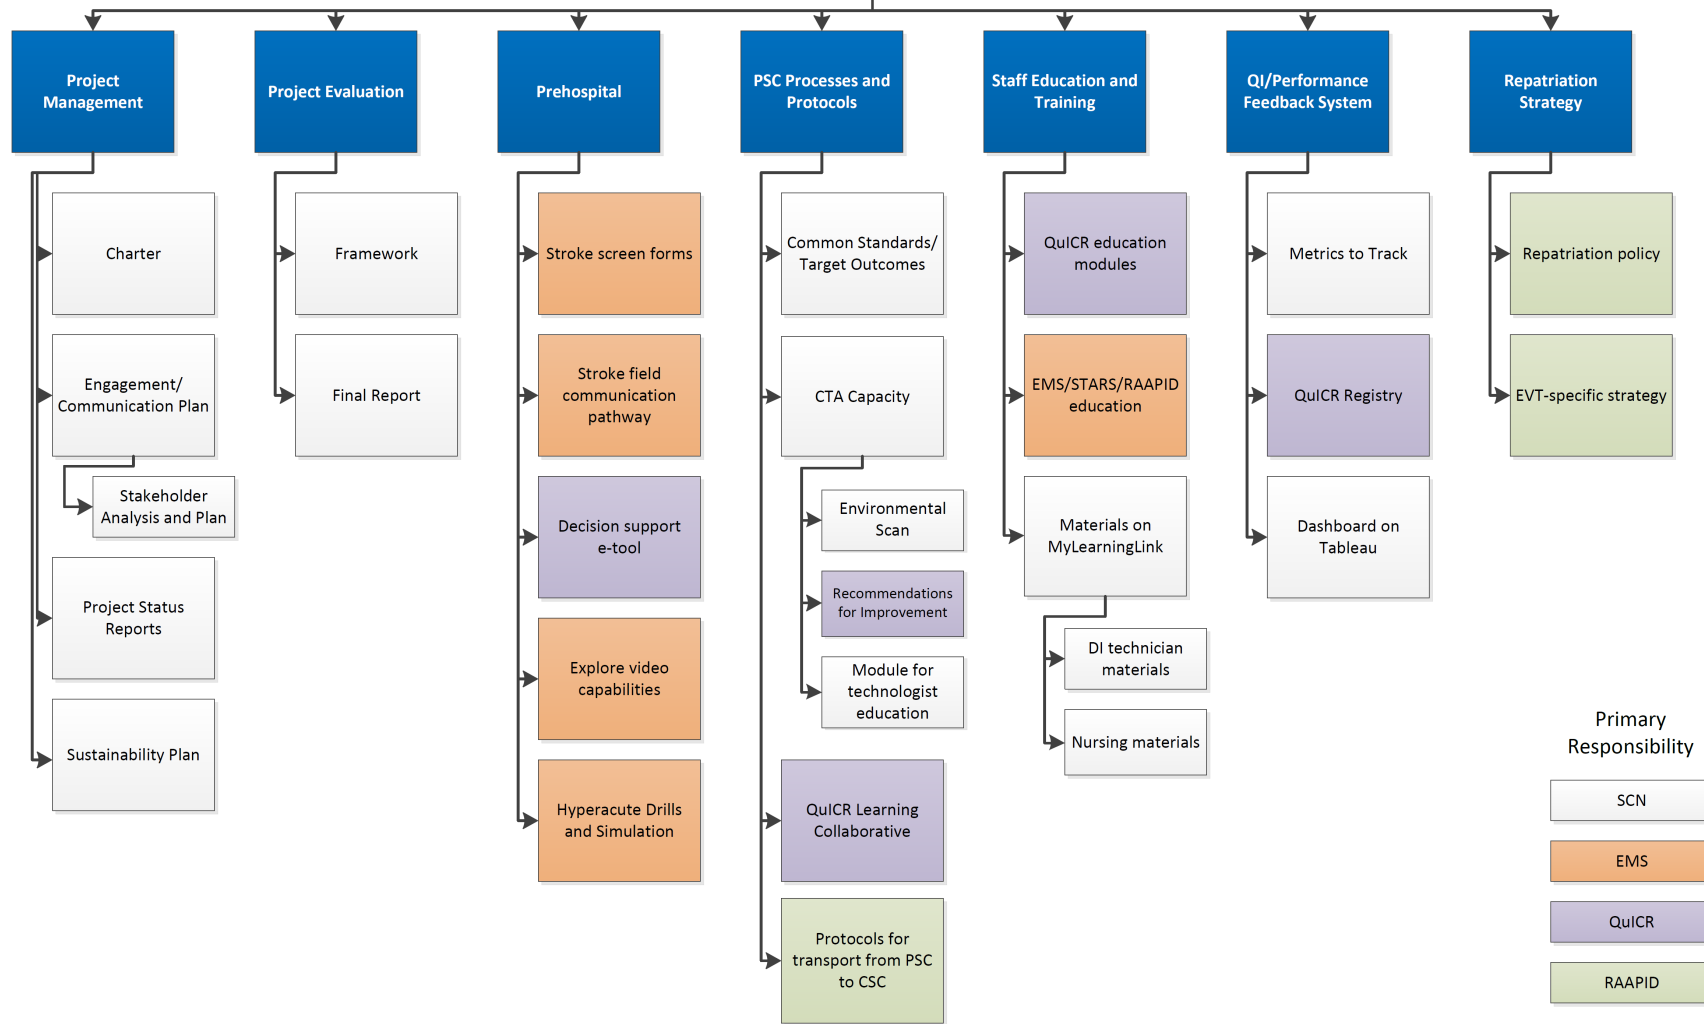 Project
Management
Project Evaluation
Prehospital
PSC Processes and
Protocols
Staff Education and
Training
QI/Performance
Feedback System
Repatriation
Strategy
Charter
Engagement/
Communication Plan
Stakeholder
Analysis and Plan
Project Status
Reports
Sustainability Plan
Framework
Final Report
Stroke screen forms
Stroke field
communication
pathway
Decision support
e-tool
Explore video
capabilities
Hyperacute Drills
and Simulation
Common Standards/
Target Outcomes
CTA Capacity
Environmental
Scan
Recommendations
for Improvement
Module for
technologist
education
QuICR Learning
Collaborative
Protocols for
transport from PSC
to CSC
QuICR education
modules
EMS/STARS/RAAPID
education
Materials on
MyLearningLink
DI technician
materials
Nursing materials
Metrics to Track
QuICR Registry
Dashboard on
Tableau
Repatriation policy
EVT-specific strategy
Primary
Responsibility
SCN
EMS
QuICR
RAAPID